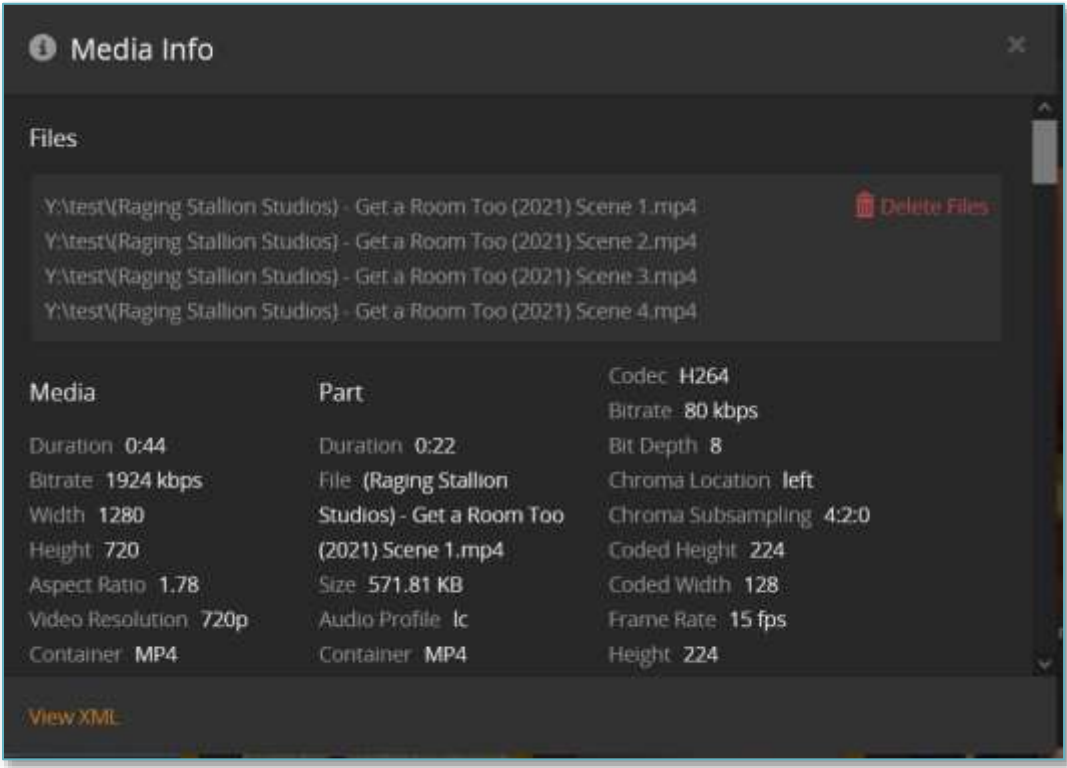 Media Info
Files
Y:\test\(Raging Stallion Studios) - Get a Room Too (2021) Scene 1.mp4
Delete Files
Y:\test\(Raging Stallion Studios) - Get a Room Too (2021) Scene 2.mp4
Y:\test\(Raging Stallion Studios) - Get a Room Too (2021) Scene 3.mp4
Y:\test\(Raging Stallion Studios) - Get a Room Too (2021) Scene 4.mp4
Media
Duration 0:44
Bitrate 1924 kbps
Width 1280
Height 720
Aspect Ratio 1.78
Video Resolution 720p
Container MP4
Part
Duration 0:22
File (Raging Stallion
Studios) - Get a Room Too
(2021) Scene 1.mp4
Size 571.81 KB
Audio Profile lc
Container MP4
Codec H264
Bitrate 80 kbps
Bit Depth 8
Chroma Location left
Chroma Subsampling 4:2:0
Coded Height 224
Coded Width 128
Frame Rate 15 fps
Height 224
View XML